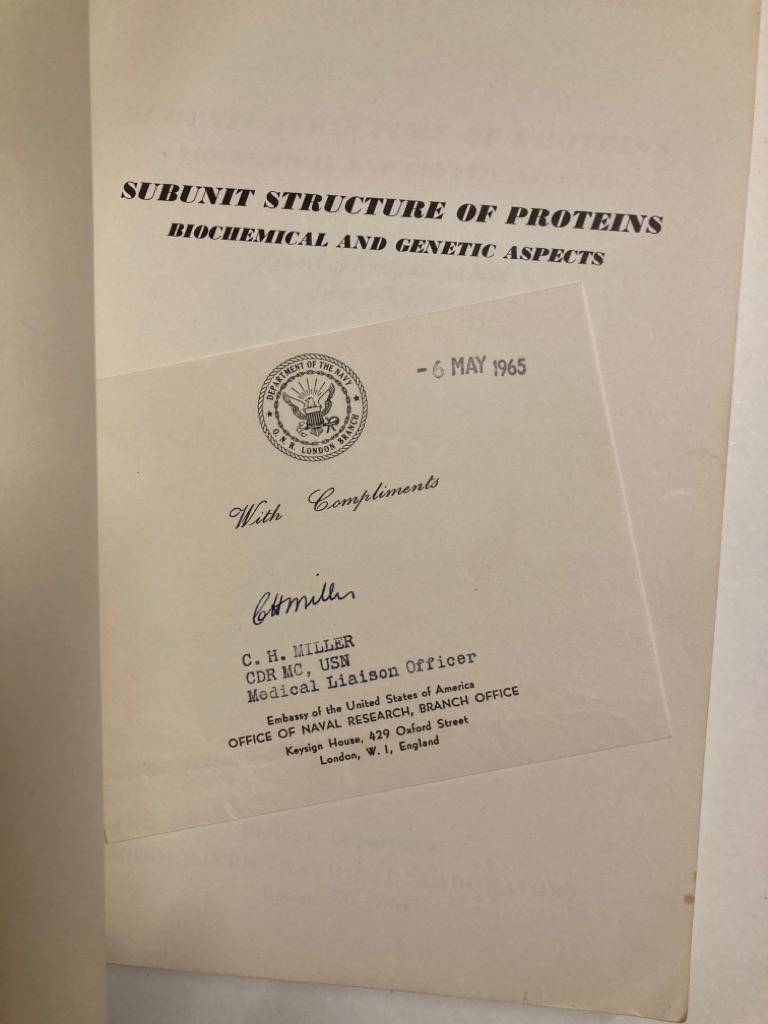 SUBUNIT STRUCTURE OF PROTEINS
BIOCHEMICAL AND GENETIC ASPECTS
DEPARTMENT OF THE NAVY
O. N. R. LONDON BRANCH
- 6 MAY 1965
With Compliments
CHMiller
C. H. MILLER
CDR MC, USN
Medical Liaison Officer
Embassy of the United States of America
OFFICE OF NAVAL RESEARCH, BRANCH OFFICE
Keysign House, 429 Oxford Street
London, W. I, England